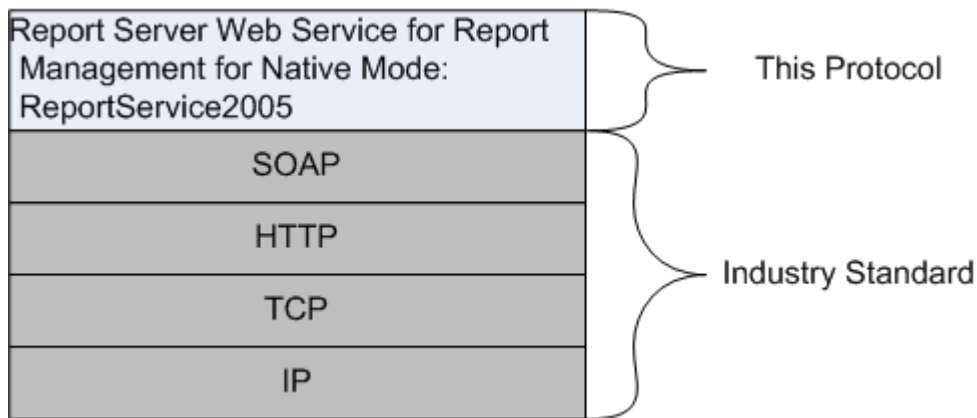 Report Server Web Service for Report
Management for Native Mode:
ReportService2005
This Protocol
SOAP
HTTP
TCP
IP
Industry Standard